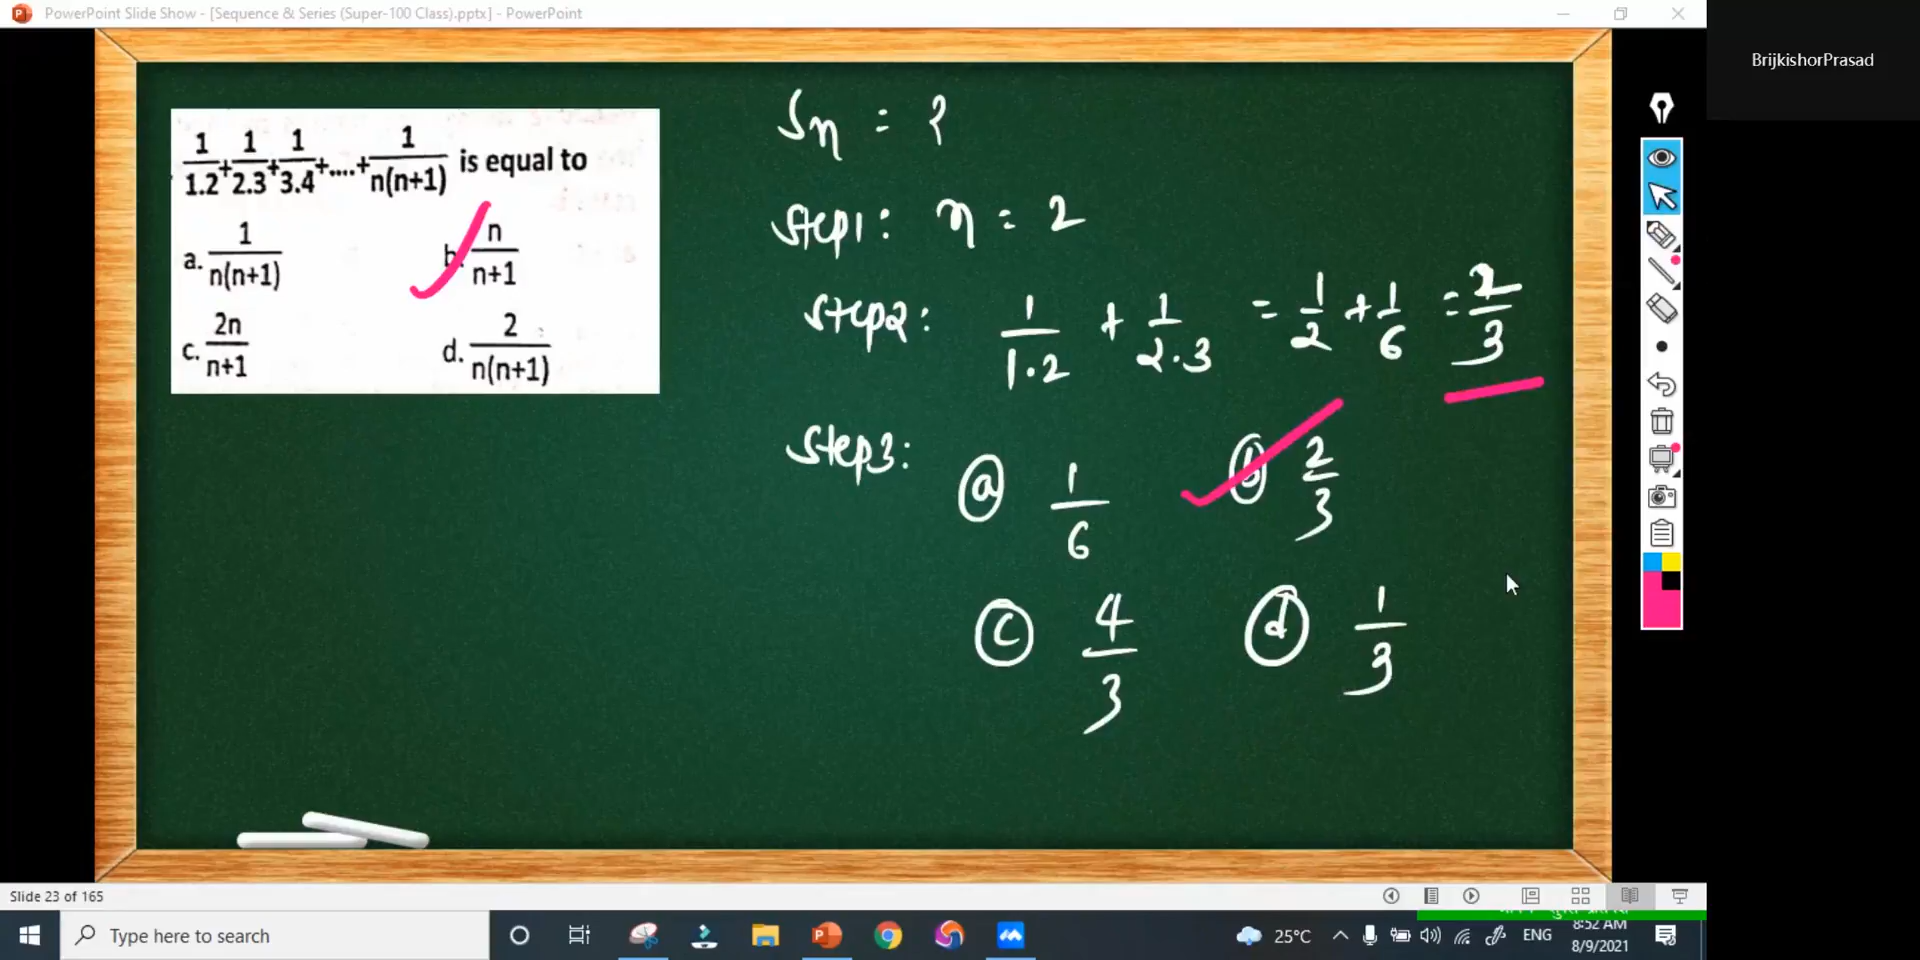 PowerPoint Slide Show - [Sequence & Series (Super-100 Class).pptx] - PowerPoint
BrijkishorPrasad
1/1.2 + 1/2.3 + 1/3.4 + .... + 1/n(n+1) is equal to
a. 1/n(n+1) b. n/n+1
c. 2n/n+1 d. 2/n(n+1)
Sn = ?
Step1: n = 2
Step2: 1/1·2 + 1/2·3 = 1/2 + 1/6 = 2/3
Step3: ⓐ 1/6 ⓑ 2/3
ⓒ 4/3 ⓓ 1/3
Slide 23 of 165
Type here to search
25°C
ENG
8:52 AM
8/9/2021